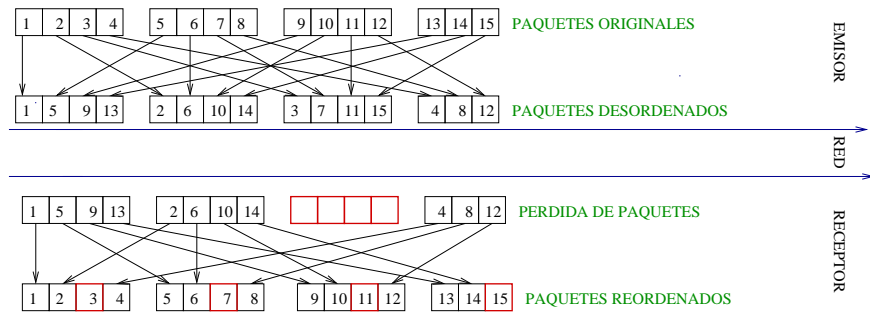 1 2 3 4 5 6 7 8 9 10 11 12 13 14 15 PAQUETES ORIGINALES
EMISOR
1 5 9 13 2 6 10 14 3 7 11 15 4 8 12 PAQUETES DESORDENADOS
RED
1 5 9 13 2 6 10 14 4 8 12 PERDIDA DE PAQUETES
RECEPTOR
1 2 3 4 5 6 7 8 9 10 11 12 13 14 15 PAQUETES REORDENADOS